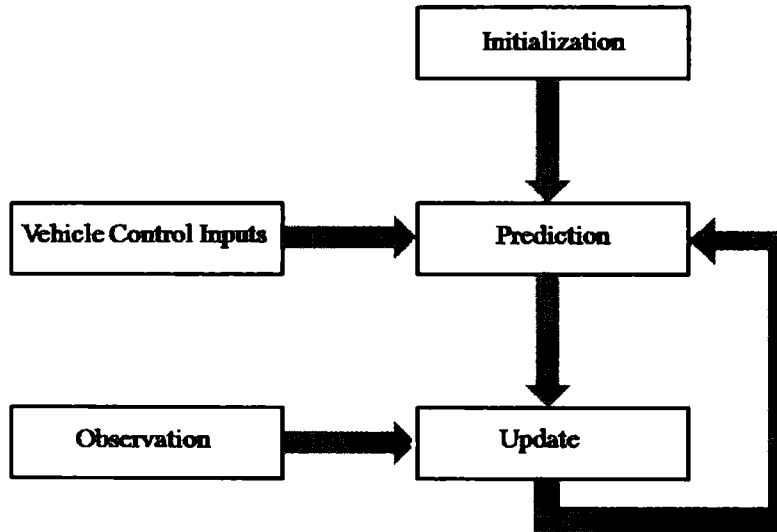 Initialization
Vehicle Control Inputs
Prediction
Observation
Update